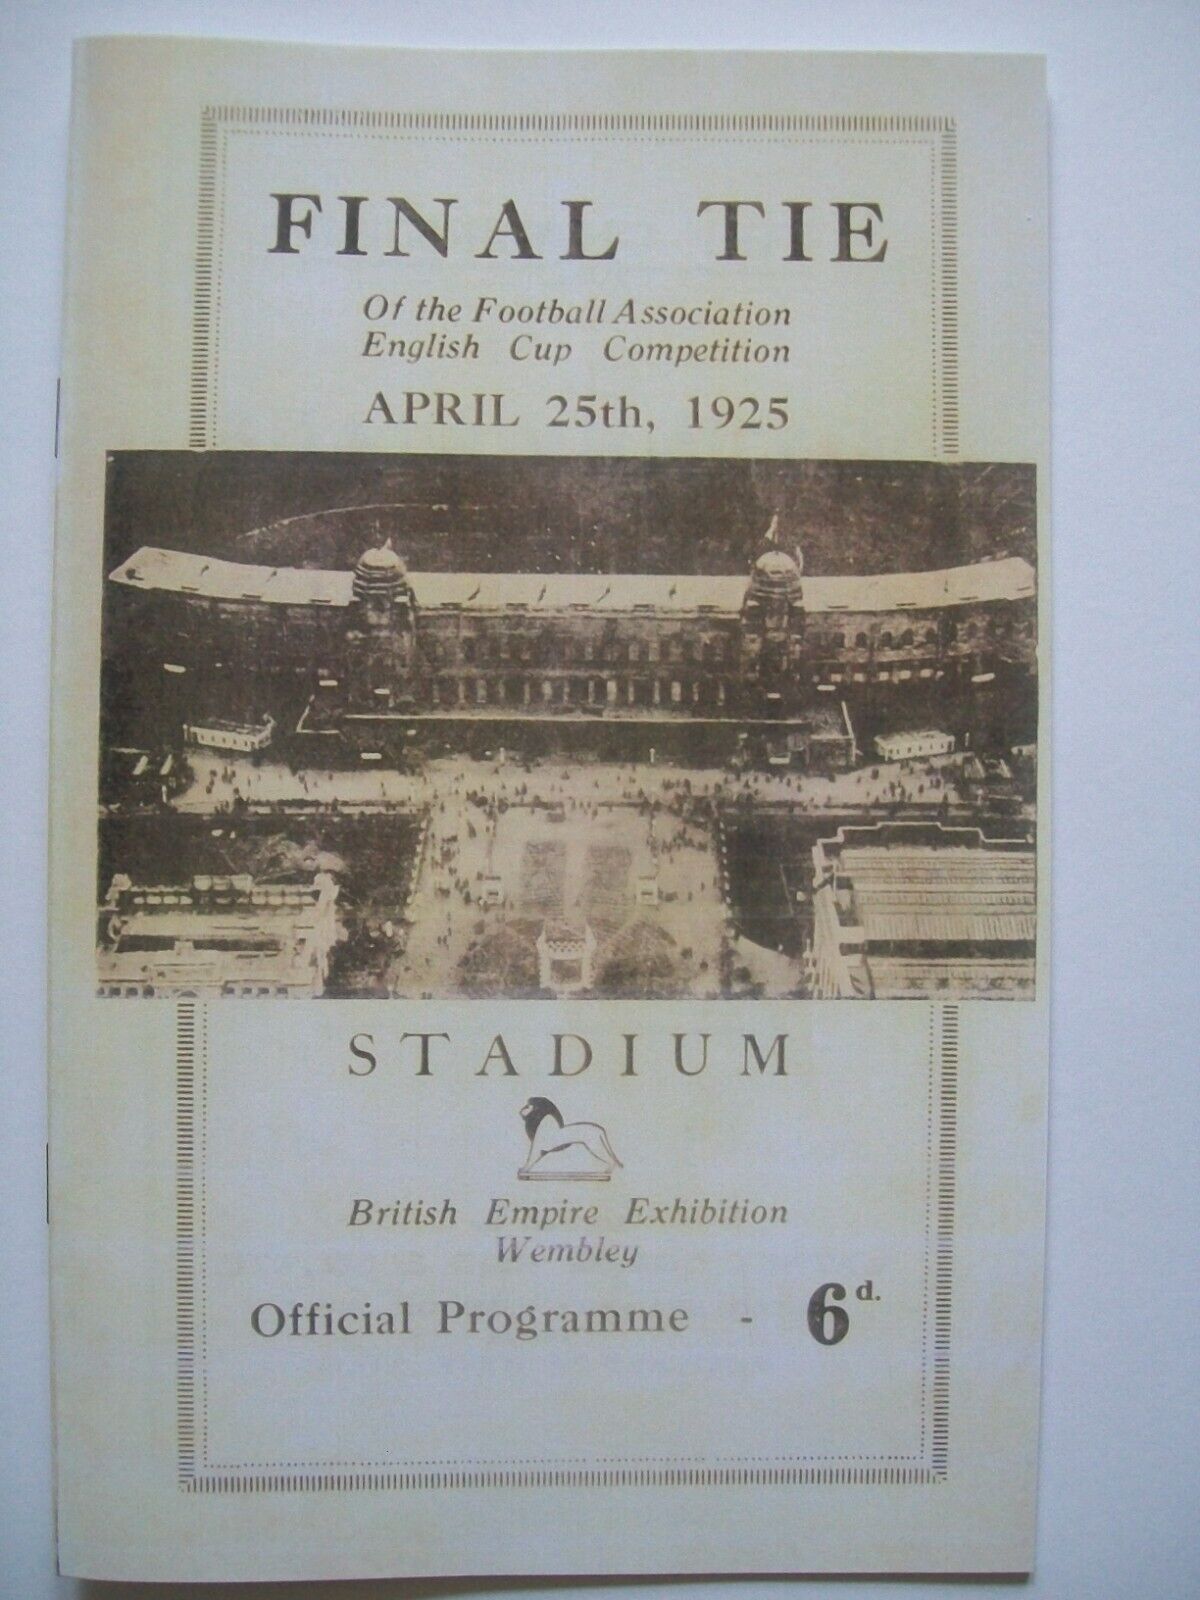 FINAL TIE
Of the Football Association
English Cup Competition
APRIL 25th, 1925
STADIUM
British Empire Exhibition
Wembley
Official Programme - 6d.